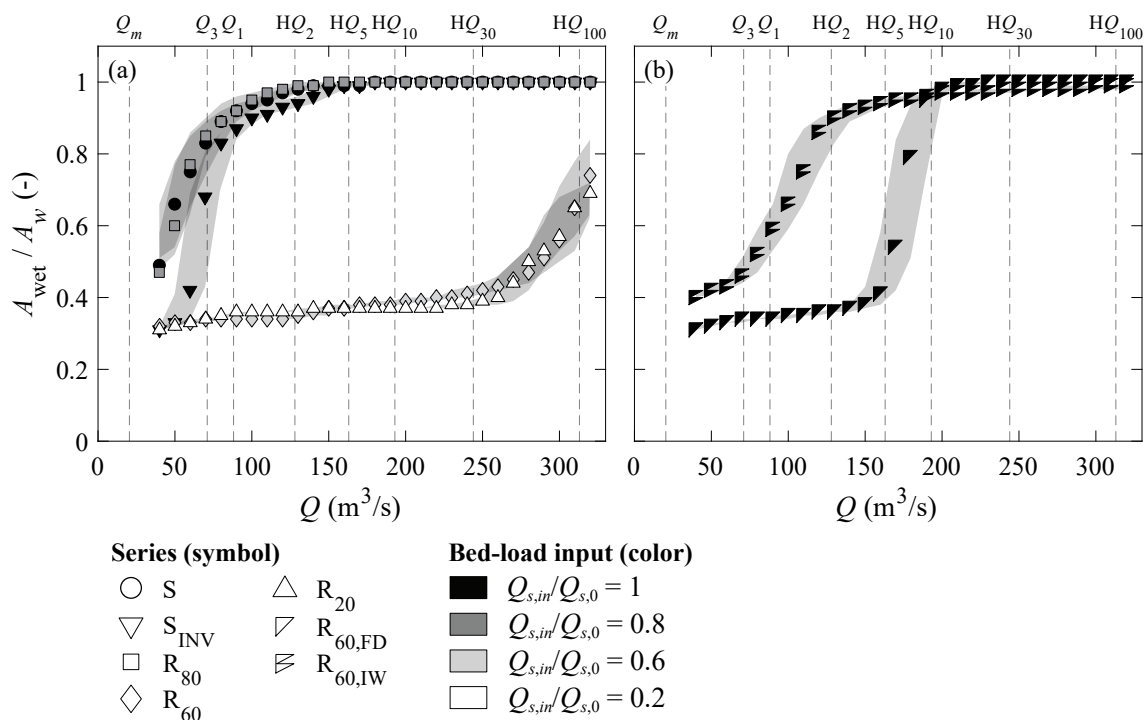 Q_m Q_3 Q_1 HQ_2 HQ_5 HQ_10 HQ_30 HQ_100
Q_m Q_3 Q_1 HQ_2 HQ_5 HQ_10 HQ_30 HQ_100
(a)
(b)
1
0.8
0.6
0.4
0.2
0
A_wet / A_w (-)
0 50 100 150 200 250 300
0 50 100 150 200 250 300
Q (m³/s)
Q (m³/s)
Series (symbol)
S
S_INV
R_80
R_60
R_20
R_60,FD
R_60,IW
Bed-load input (color)
Q_s,in/Q_s,0 = 1
Q_s,in/Q_s,0 = 0.8
Q_s,in/Q_s,0 = 0.6
Q_s,in/Q_s,0 = 0.2